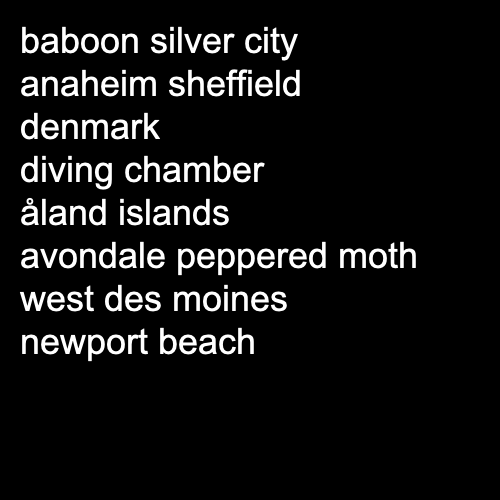 baboon silver city
anaheim sheffield
denmark
diving chamber
åland islands
avondale peppered moth
west des moines
newport beach